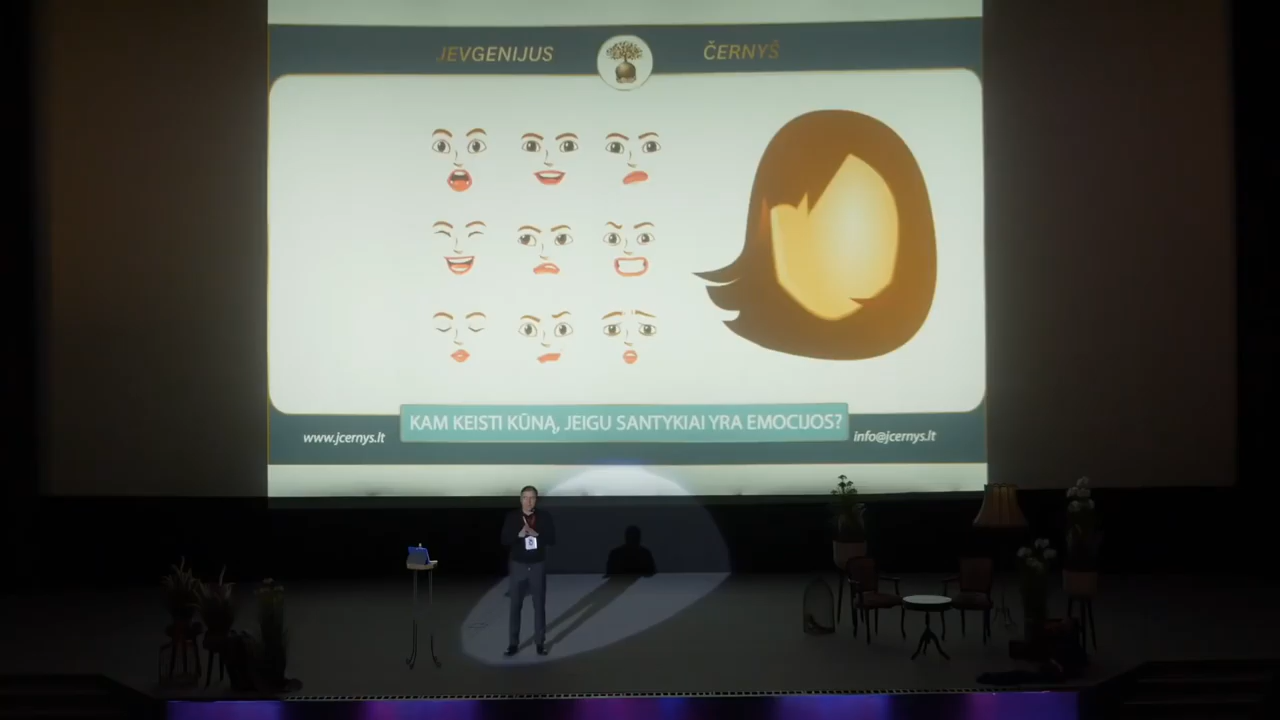 JEVGENIJUS ČERNYŠ
KAM KEISTI KŪNĄ, JEIGU SANTYKIAI YRA EMOCIJOS?
www.jcernys.lt
info@jcernys.lt